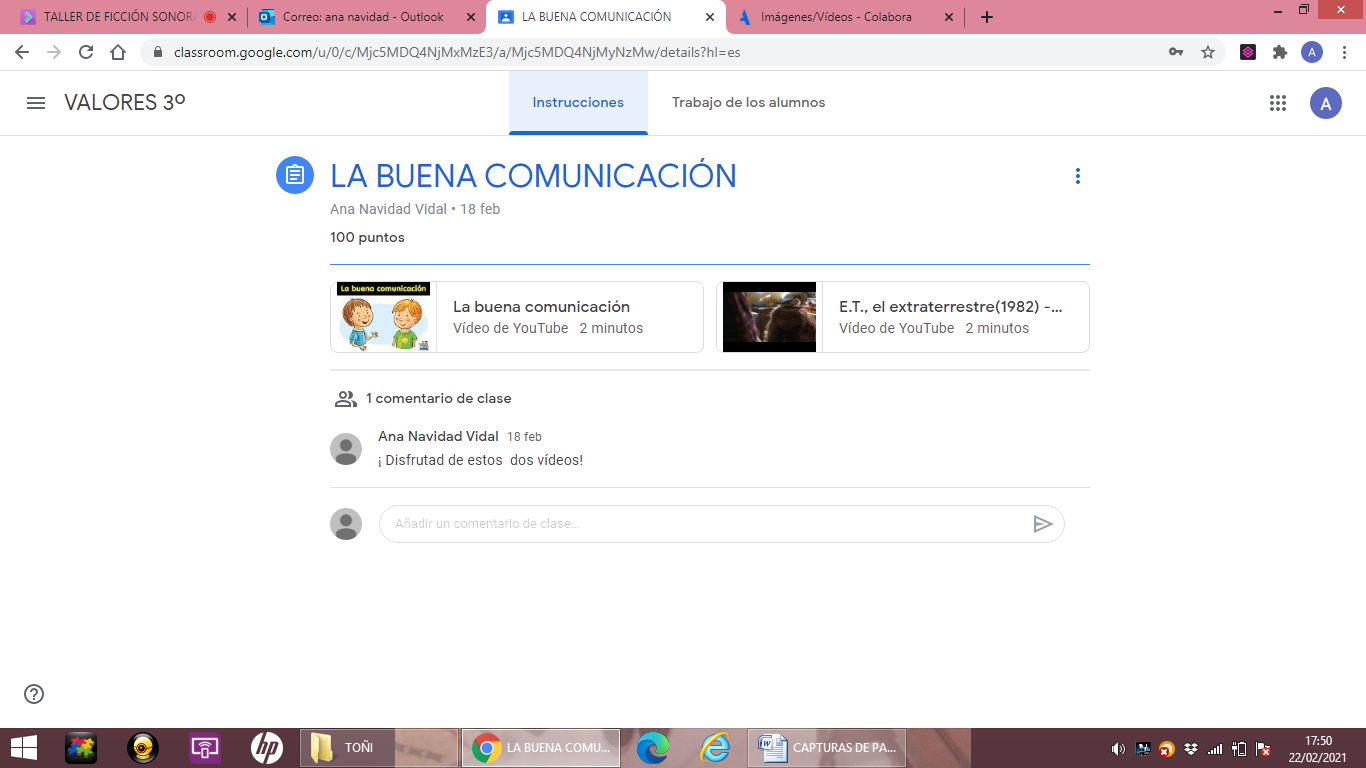 TALLER DE FICCIÓN SONORA
Correo: ana navidad - Outlook
LA BUENA COMUNICACIÓN
Imágenes/Vídeos - Colabora
classroom.google.com/u/0/c/Mjc5MDQ4NjMxMzE3/a/Mjc5MDQ4NjMyNzMw/details?hl=es
A
VALORES 3º
Instrucciones
Trabajo de los alumnos
A
LA BUENA COMUNICACIÓN
Ana Navidad Vidal • 18 feb
100 puntos
La buena comunicación
La buena comunicación
Vídeo de YouTube 2 minutos
E.T., el extraterrestre(1982) -...
Vídeo de YouTube 2 minutos
1 comentario de clase
Ana Navidad Vidal 18 feb
¡ Disfrutad de estos dos vídeos!
Añadir un comentario de clase...
hp
TOÑI
LA BUENA COMU...
CAPTURAS DE PA...
17:50
22/02/2021